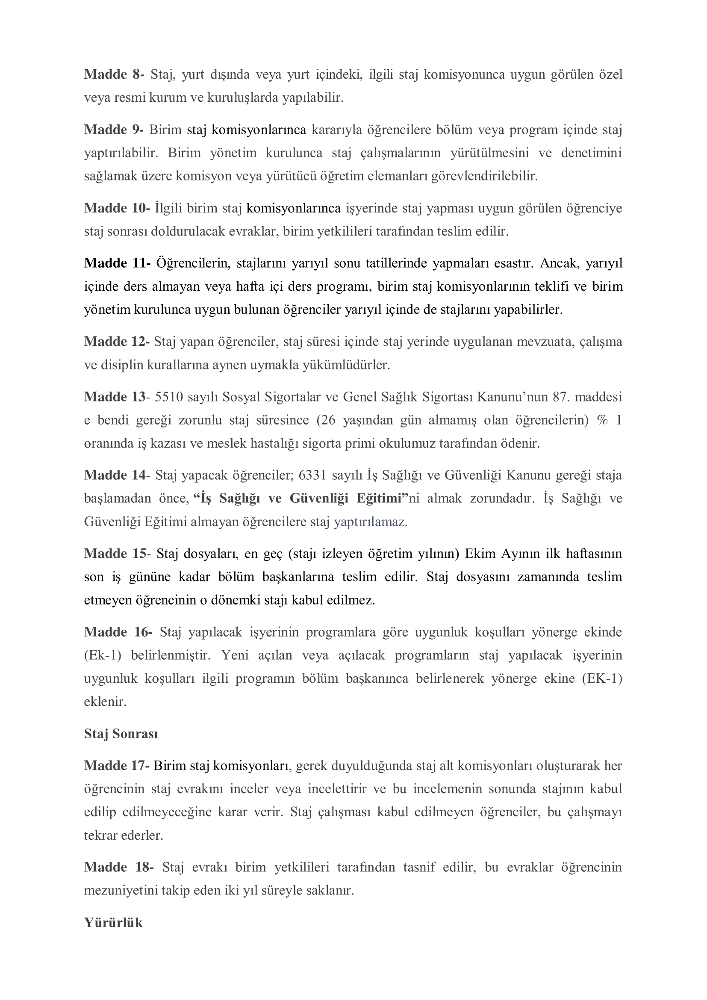 Madde 8- Staj, yurt dışında veya yurt içindeki, ilgili staj komisyonunca uygun görülen özel
veya resmi kurum ve kuruluşlarda yapılabilir.
Madde 9- Birim staj komisyonlarınca kararıyla öğrencilere bölüm veya program içinde staj
yaptırılabilir. Birim yönetim kurulunca staj çalışmalarının yürütülmesini ve denetimini
sağlamak üzere komisyon veya yürütücü öğretim elemanları görevlendirilebilir.
Madde 10- İlgili birim staj komisyonlarınca işyerinde staj yapması uygun görülen öğrenciye
staj sonrası doldurulacak evraklar, birim yetkilileri tarafından teslim edilir.
Madde 11- Öğrencilerin, stajlarını yarıyıl sonu tatillerinde yapmaları esastır. Ancak, yarıyıl
içinde ders almayan veya hafta içi ders programı, birim staj komisyonlarının teklifi ve birim
yönetim kurulunca uygun bulunan öğrenciler yarıyıl içinde de stajlarını yapabilirler.
Madde 12- Staj yapan öğrenciler, staj süresi içinde staj yerinde uygulanan mevzuata, çalışma
ve disiplin kurallarına aynen uymakla yükümlüdürler.
Madde 13- 5510 sayılı Sosyal Sigortalar ve Genel Sağlık Sigortası Kanunu’nun 87. maddesi
e bendi gereği zorunlu staj süresince (26 yaşından gün almamış olan öğrencilerin) % 1
oranında iş kazası ve meslek hastalığı sigorta primi okulumuz tarafından ödenir.
Madde 14- Staj yapacak öğrenciler; 6331 sayılı İş Sağlığı ve Güvenliği Kanunu gereği staja
başlamadan önce, “İş Sağlığı ve Güvenliği Eğitimi”ni almak zorundadır. İş Sağlığı ve
Güvenliği Eğitimi almayan öğrencilere staj yaptırılamaz.
Madde 15- Staj dosyaları, en geç (stajı izleyen öğretim yılının) Ekim Ayının ilk haftasının
son iş gününe kadar bölüm başkanlarına teslim edilir. Staj dosyasını zamanında teslim
etmeyen öğrencinin o dönemki stajı kabul edilmez.
Madde 16- Staj yapılacak işyerinin programlara göre uygunluk koşulları yönerge ekinde
(Ek-1) belirlenmiştir. Yeni açılan veya açılacak programların staj yapılacak işyerinin
uygunluk koşulları ilgili programın bölüm başkanınca belirlenerek yönerge ekine (EK-1)
eklenir.
Staj Sonrası
Madde 17- Birim staj komisyonları, gerek duyulduğunda staj alt komisyonları oluşturarak her
öğrencinin staj evrakını inceler veya incelettirir ve bu incelemenin sonunda stajının kabul
edilip edilmeyeceğine karar verir. Staj çalışması kabul edilmeyen öğrenciler, bu çalışmayı
tekrar ederler.
Madde 18- Staj evrakı birim yetkilileri tarafından tasnif edilir, bu evraklar öğrencinin
mezuniyetini takip eden iki yıl süreyle saklanır.
Yürürlük